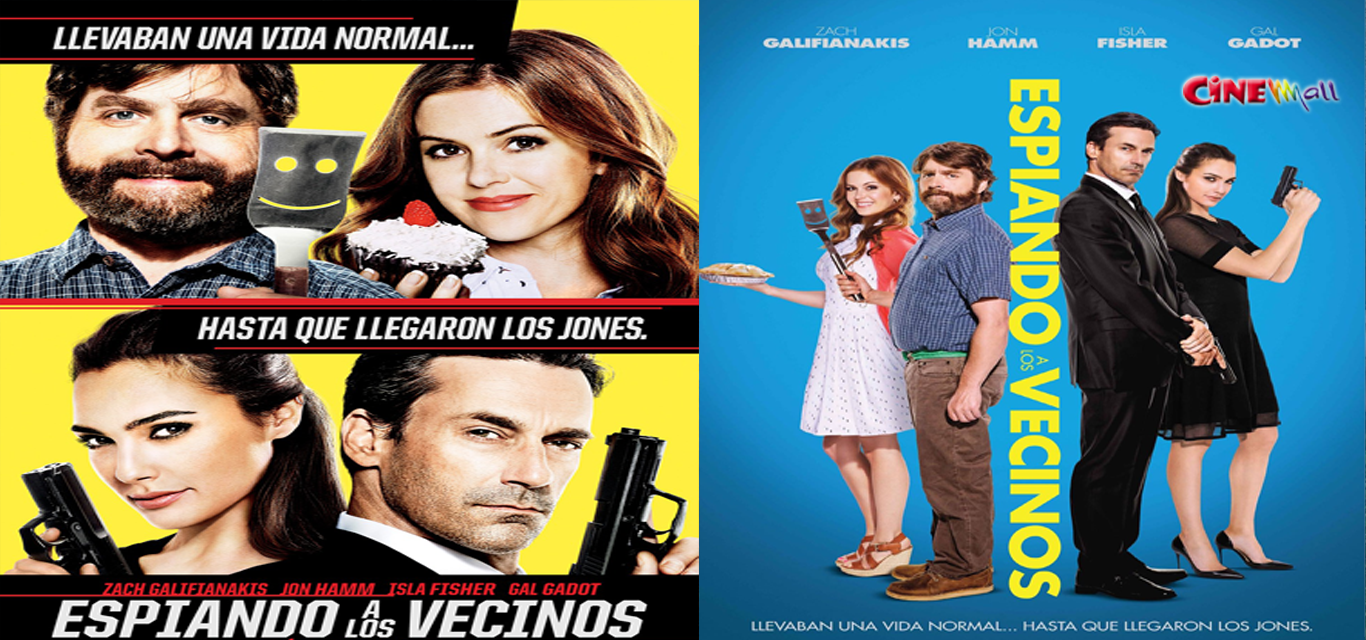 LLEVABAN UNA VIDA NORMAL...
HASTA QUE LLEGARON LOS JONES.
ZACH GALIFIANAKIS JON HAMM ISLA FISHER GAL GADOT
ESPIANDO A LOS VECINOS
ZACH GALIFIANAKIS
JON HAMM
ISLA FISHER
GAL GADOT
CINEMAll
ESPIANDO A LOS VECINOS
LLEVABAN UNA VIDA NORMAL... HASTA QUE LLEGARON LOS JONES.